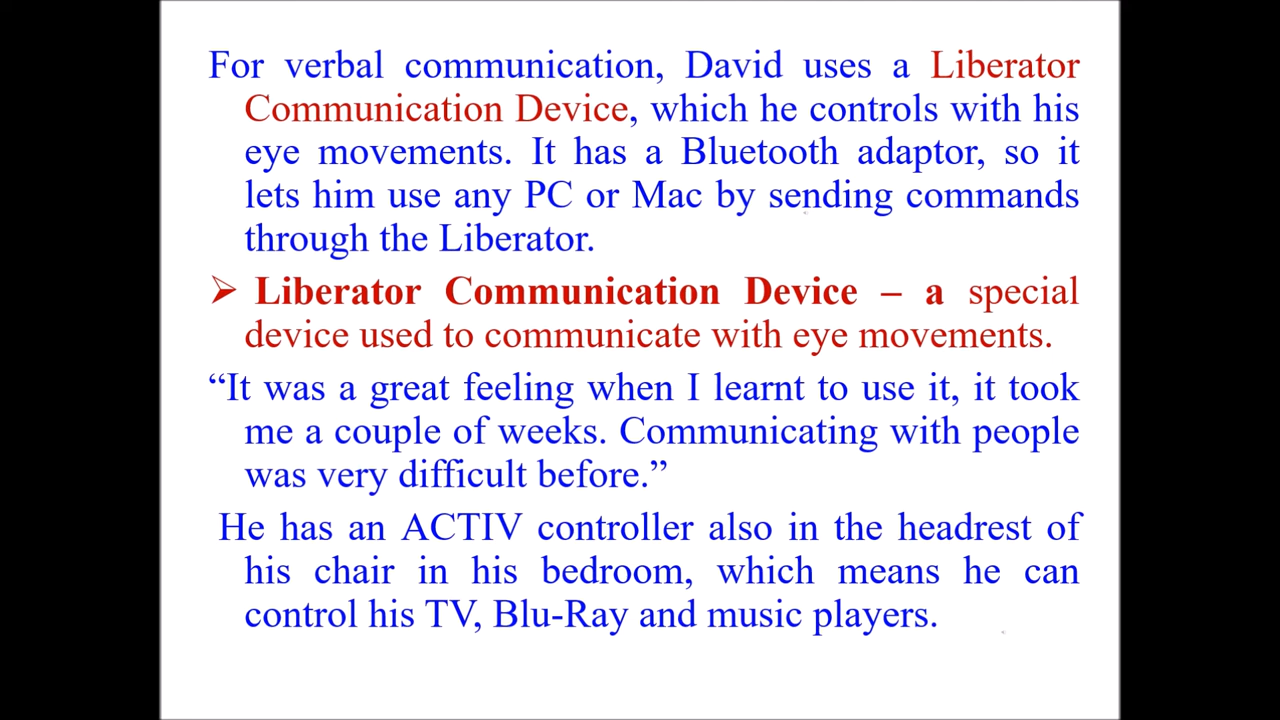 For verbal communication, David uses a Liberator
Communication Device, which he controls with his
eye movements. It has a Bluetooth adaptor, so it
lets him use any PC or Mac by sending commands
through the Liberator.
➢ Liberator Communication Device – a special
device used to communicate with eye movements.
“It was a great feeling when I learnt to use it, it took
me a couple of weeks. Communicating with people
was very difficult before.”
He has an ACTIV controller also in the headrest of
his chair in his bedroom, which means he can
control his TV, Blu-Ray and music players.